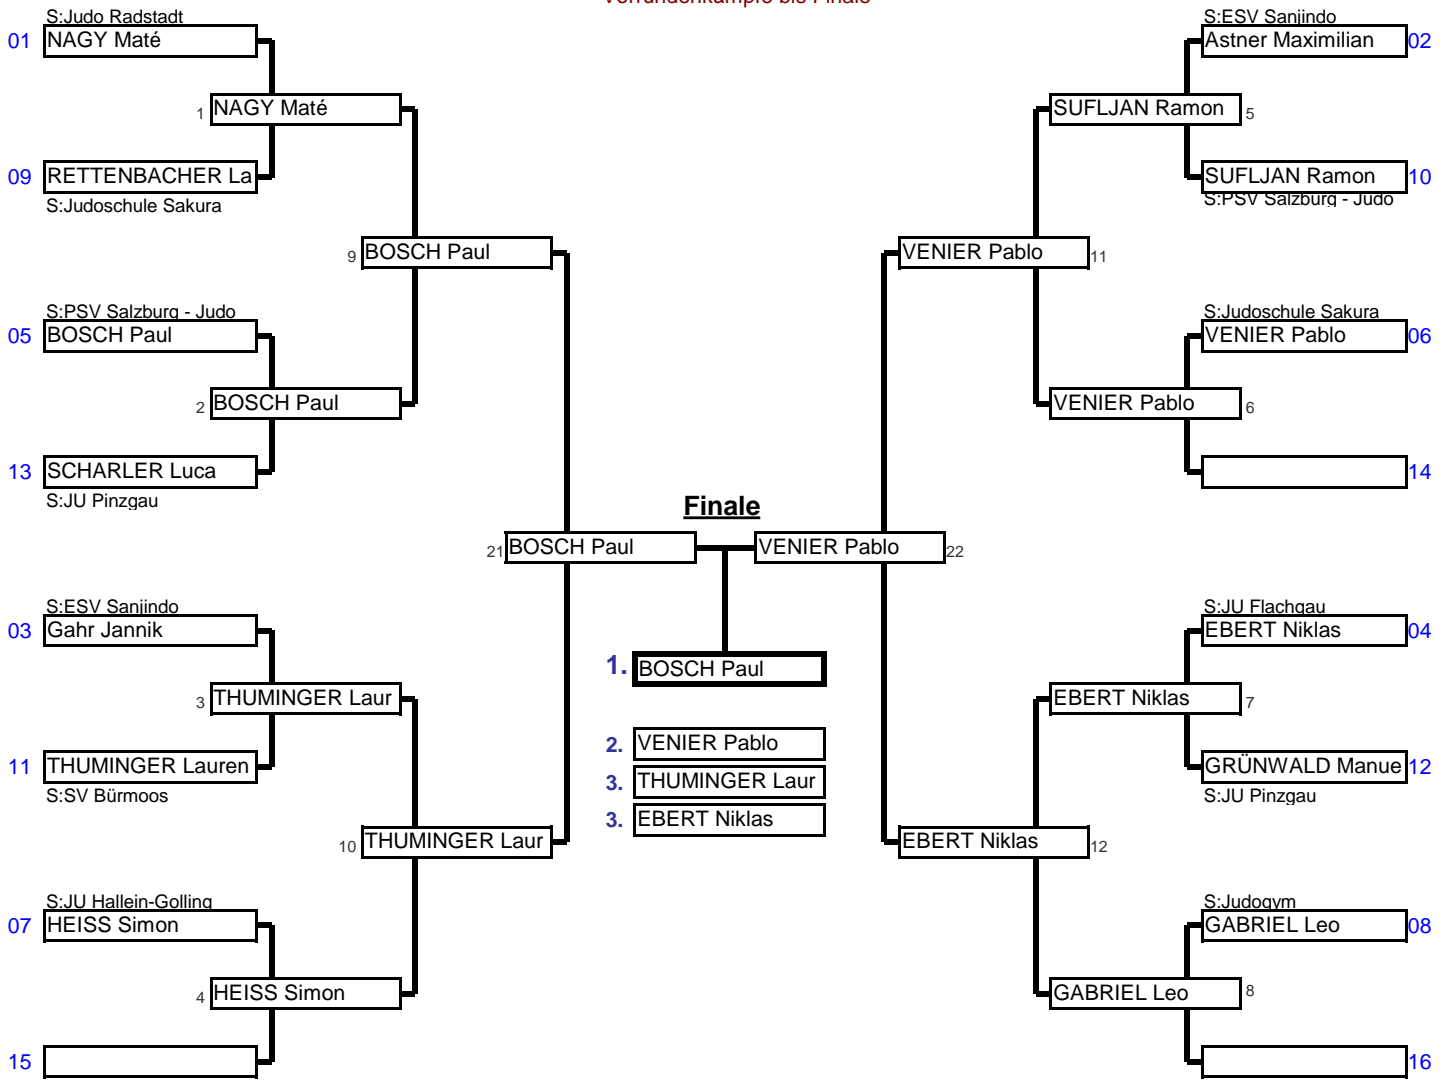 Vorrundenkämpfe bis Finale
S:Judo Radstadt
01 NAGY Maté
1 NAGY Maté
09 RETTENBACHER La
S:Judoschule Sakura
9 BOSCH Paul
S:PSV Salzburg - Judo
05 BOSCH Paul
2 BOSCH Paul
13 SCHARLER Luca
S:JU Pinzgau
21 BOSCH Paul
S:ESV Sanjindo
03 Gahr Jannik
3 THUMINGER Laur
11 THUMINGER Lauren
S:SV Bürmoos
10 THUMINGER Laur
S:JU Hallein-Golling
07 HEISS Simon
4 HEISS Simon
15
Finale
1. BOSCH Paul
2. VENIER Pablo
3. THUMINGER Laur
3. EBERT Niklas
S:ESV Sanjindo
Astner Maximilian 02
SUFLJAN Ramon 5
SUFLJAN Ramon 10
S:PSV Salzburg - Judo
VENIER Pablo 11
S:Judoschule Sakura
VENIER Pablo 06
VENIER Pablo 6
14
VENIER Pablo 22
S:JU Flachgau
EBERT Niklas 04
EBERT Niklas 7
GRÜNWALD Manue 12
S:JU Pinzgau
EBERT Niklas 12
S:Judogym
GABRIEL Leo 08
GABRIEL Leo 8
16